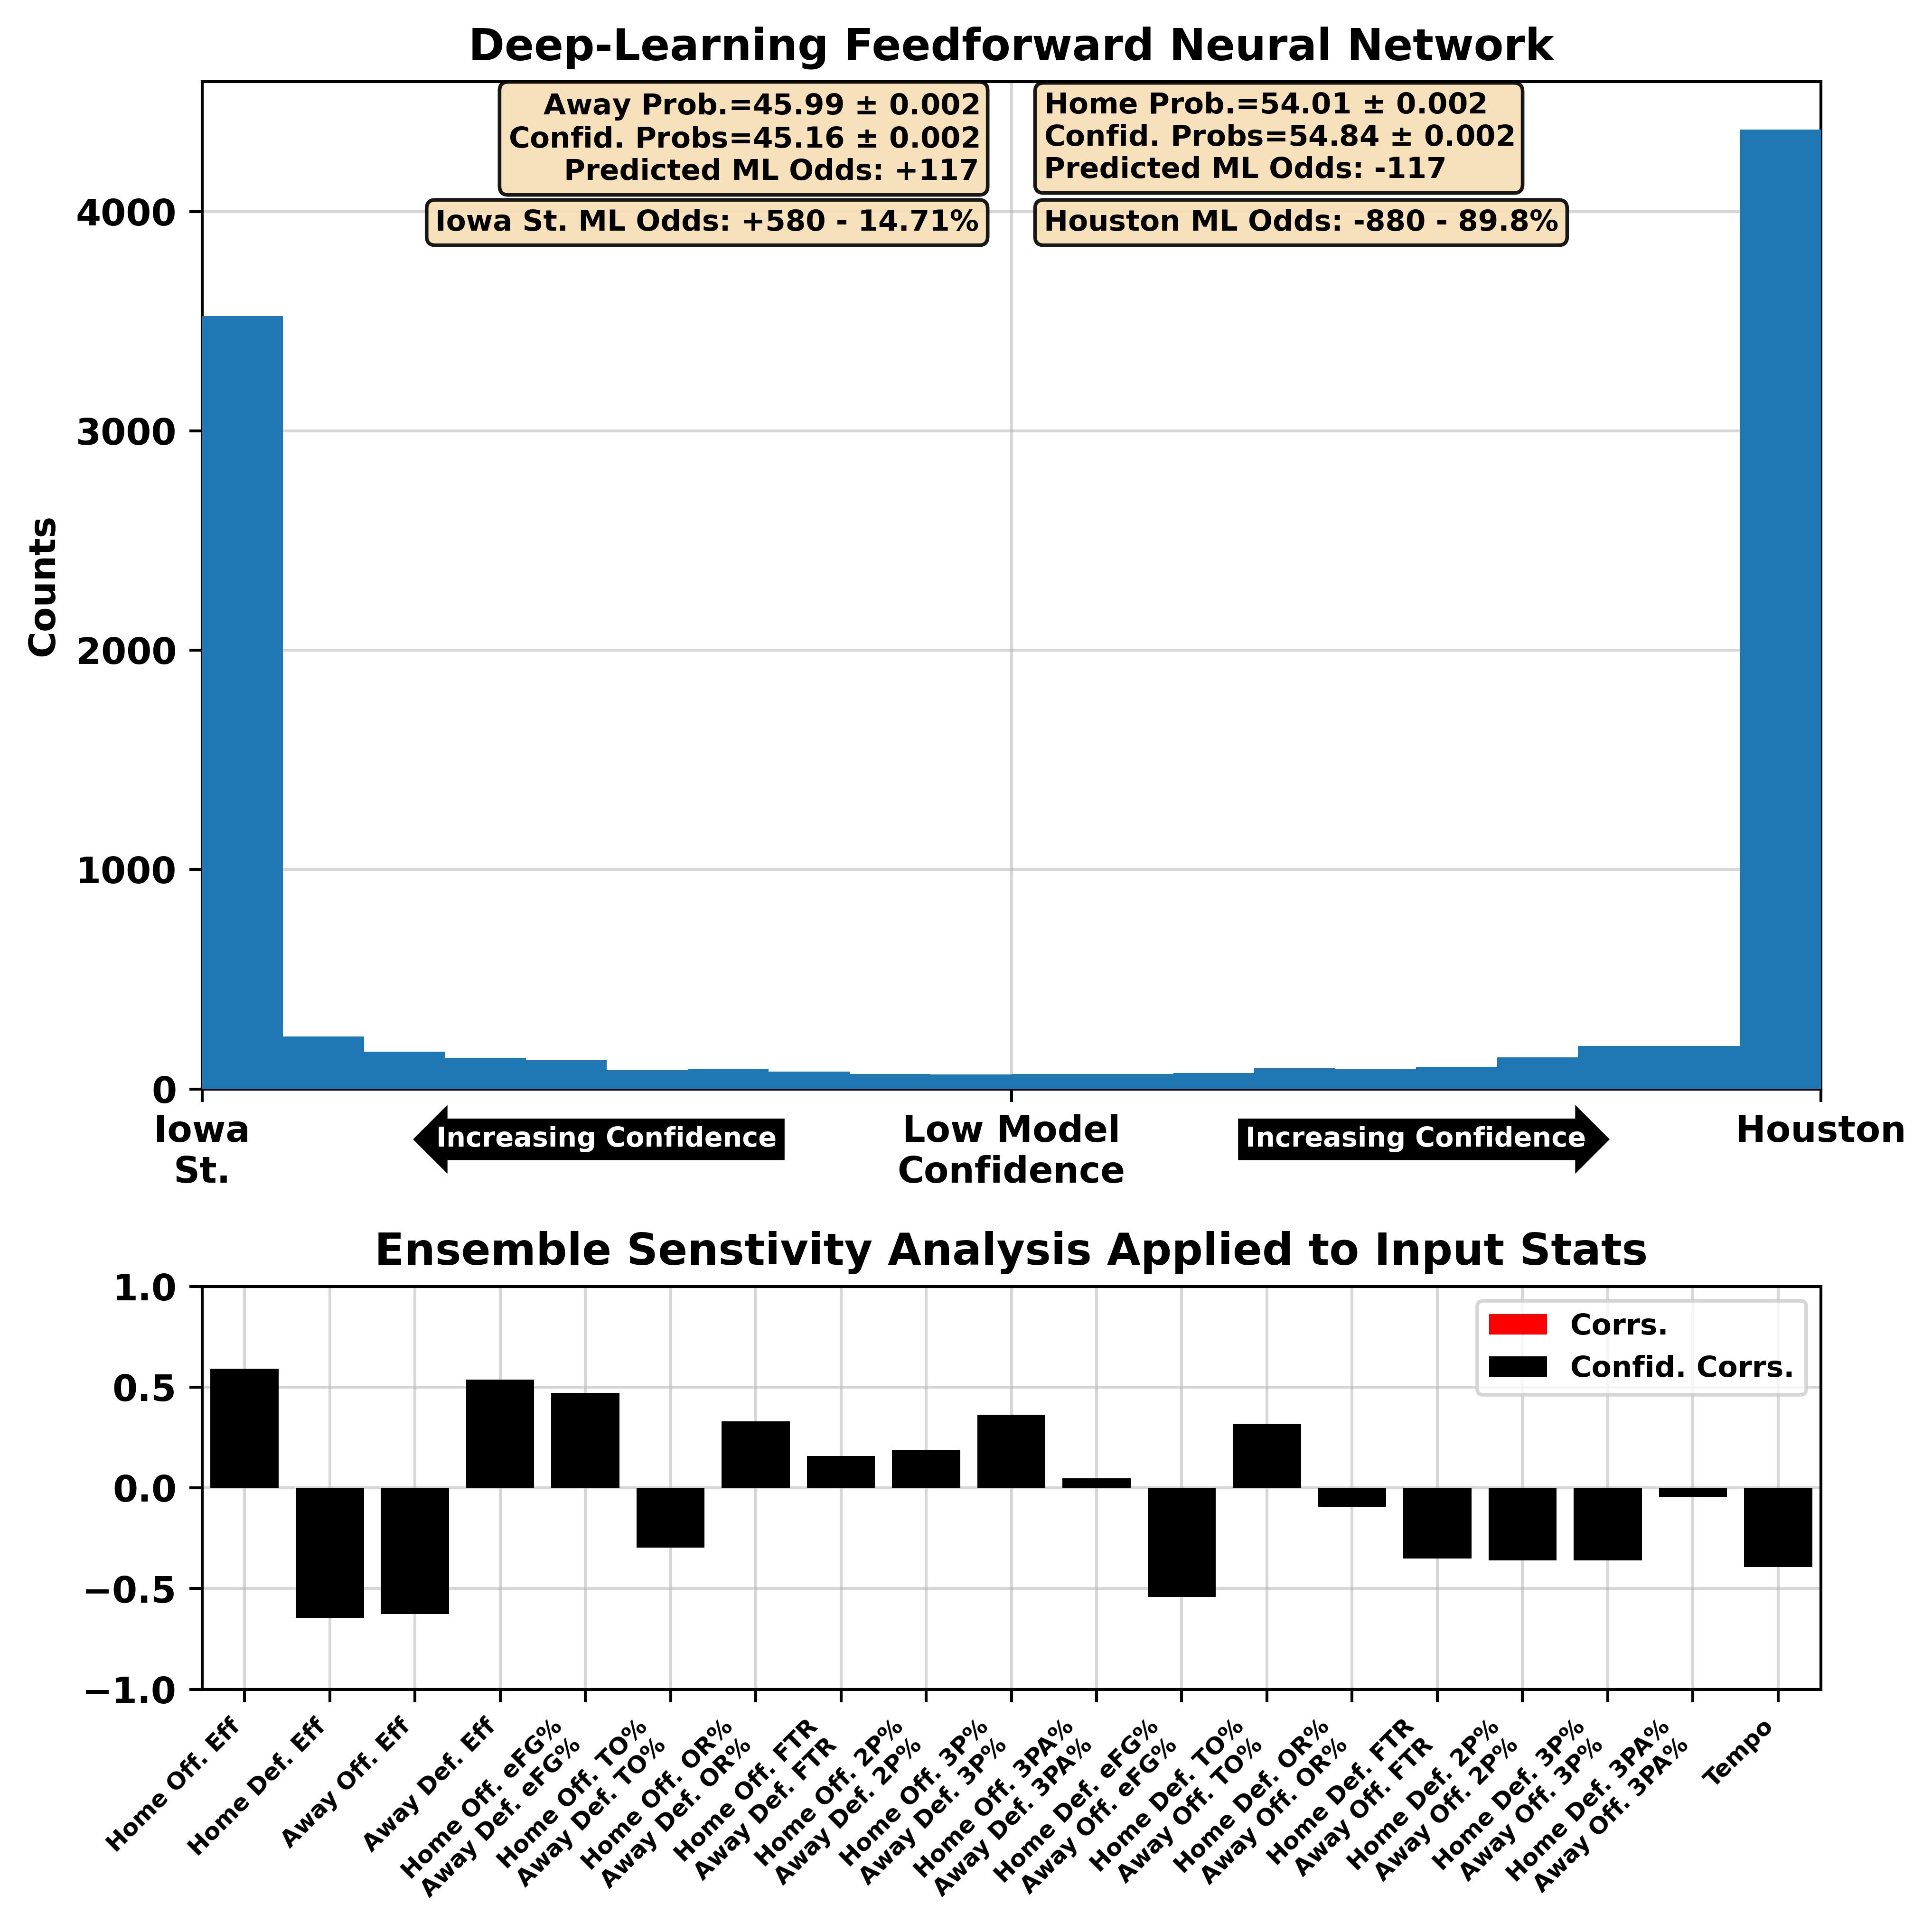 Deep-Learning Feedforward Neural Network
Away Prob.=45.99 ± 0.002
Confid. Probs=45.16 ± 0.002
Predicted ML Odds: +117
Home Prob.=54.01 ± 0.002
Confid. Probs=54.84 ± 0.002
Predicted ML Odds: -117
Iowa St. ML Odds: +580 - 14.71%
Houston ML Odds: -880 - 89.8%
Counts
4000
3000
2000
1000
0
Iowa
St.
Increasing Confidence
Low Model
Confidence
Increasing Confidence
Houston
Ensemble Senstivity Analysis Applied to Input Stats
Corrs.
Confid. Corrs.
1.0
0.5
0.0
−0.5
−1.0
Home Off. Eff
Home Def. Eff
Away Off. Eff
Away Def. Eff
Home Off. eFG%
Away Def. eFG%
Home Off. TO%
Away Def. TO%
Home Off. OR%
Away Def. OR%
Home Off. FTR
Away Def. FTR
Home Off. 2P%
Away Def. 2P%
Home Off. 3P%
Away Def. 3P%
Home Off. 3PA%
Away Def. 3PA%
Home Def. eFG%
Away Off. eFG%
Home Def. TO%
Away Off. TO%
Home Def. OR%
Away Off. OR%
Home Def. FTR
Away Off. FTR
Home Def. 2P%
Away Off. 2P%
Home Def. 3P%
Away Off. 3P%
Home Def. 3PA%
Away Off. 3PA%
Tempo